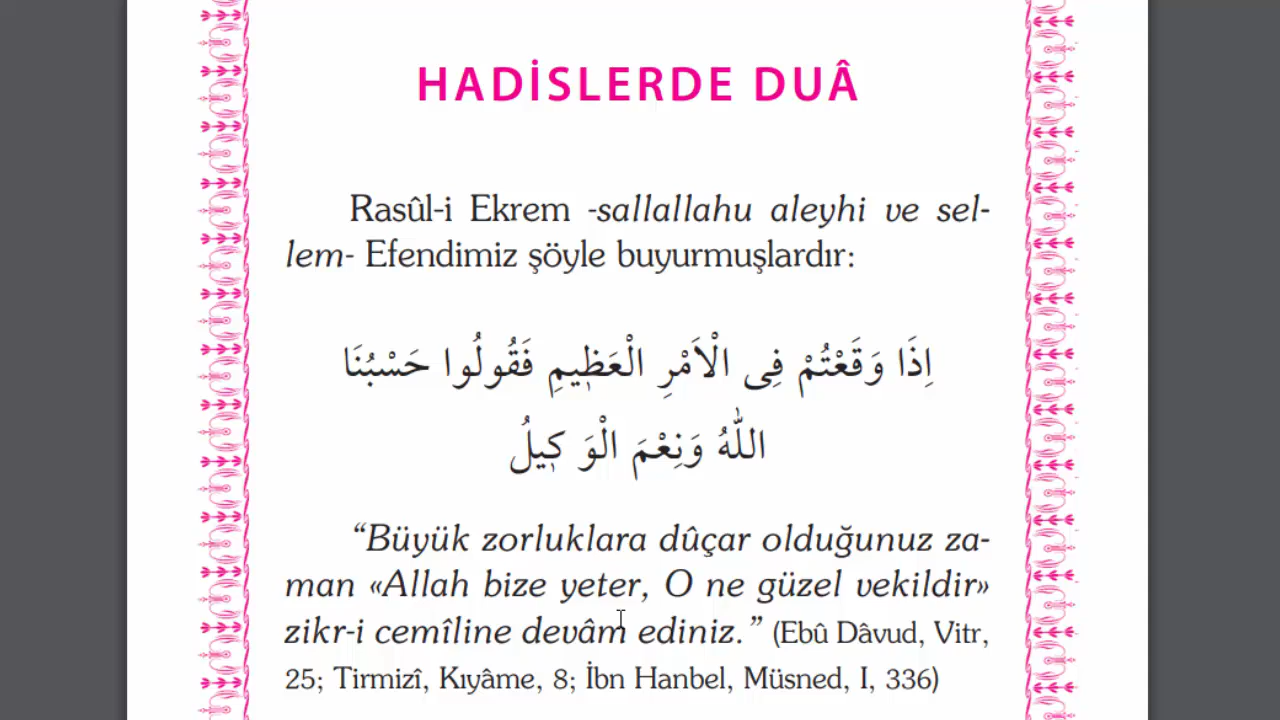 HADİSLERDE DUÂ
Rasûl-i Ekrem -sallallahu aleyhi ve sel-
lem- Efendimiz şöyle buyurmuşlardır:
اِذَا وَقَعْتُمْ فِى الْاَمْرِ الْعَظ۪يمِ فَقُولُوا حَسْبُنَا
اللّٰهُ وَنِعْمَ الْوَك۪يلُ
“Büyük zorluklara dûçar olduğunuz za-
man «Allah bize yeter, O ne güzel vekildir»
zikr-i cemîline devâm ediniz.” (Ebû Dâvud, Vitr,
25; Tirmizî, Kıyâme, 8; İbn Hanbel, Müsned, I, 336)